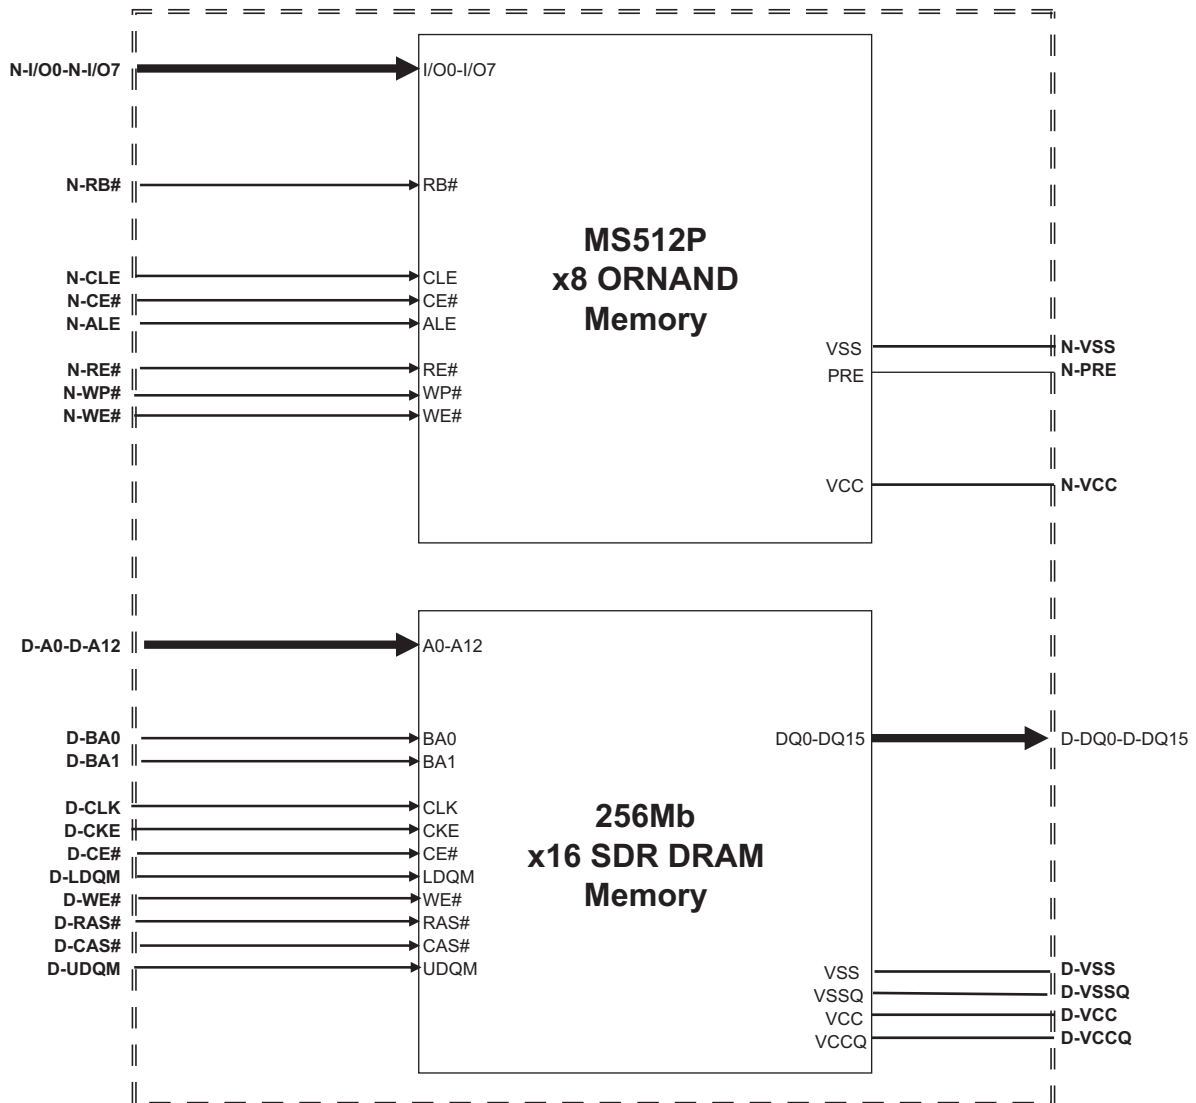 N-I/O0-N-I/O7
I/O0-I/O7
N-RB#
RB#
MS512P
x8 ORNAND
Memory
N-CLE
CLE
N-CE#
CE#
N-ALE
ALE
N-RE#
RE#
N-WP#
WP#
N-WE#
WE#
VSS
N-VSS
PRE
N-PRE
VCC
N-VCC
D-A0-D-A12
A0-A12
D-BA0
BA0
D-BA1
BA1
DQ0-DQ15
D-DQ0-D-DQ15
D-CLK
CLK
D-CKE
CKE
D-CE#
CE#
D-LDQM
LDQM
D-WE#
WE#
D-RAS#
RAS#
D-CAS#
CAS#
D-UDQM
UDQM
256Mb
x16 SDR DRAM
Memory
VSS
D-VSS
VSSQ
D-VSSQ
VCC
D-VCC
VCCQ
D-VCCQ